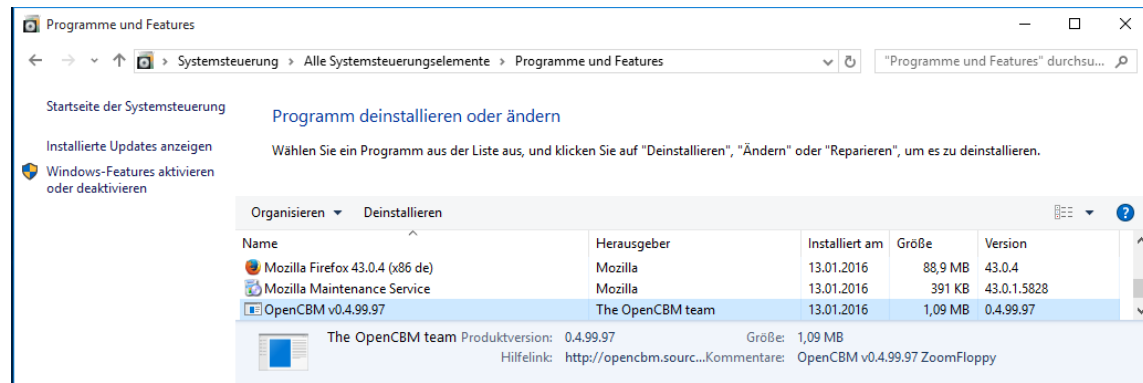 Programme und Features
Systemsteuerung > Alle Systemsteuerungselemente > Programme und Features
"Programme und Features" durchsu...
Startseite der Systemsteuerung
Installierte Updates anzeigen
Windows-Features aktivieren
oder deaktivieren
Programm deinstallieren oder ändern
Wählen Sie ein Programm aus der Liste aus, und klicken Sie auf "Deinstallieren", "Ändern" oder "Reparieren", um es zu deinstallieren.
Organisieren Deinstallieren
Name Herausgeber Installiert am Größe Version
Mozilla Firefox 43.0.4 (x86 de) Mozilla 13.01.2016 88,9 MB 43.0.4
Mozilla Maintenance Service Mozilla 13.01.2016 391 KB 43.0.1.5828
OpenCBM v0.4.99.97 The OpenCBM team 13.01.2016 1,09 MB 0.4.99.97
The OpenCBM team Produktversion: 0.4.99.97 Größe: 1,09 MB
Hilfelink: http://opencbm.sourc... Kommentare: OpenCBM v0.4.99.97 ZoomFloppy